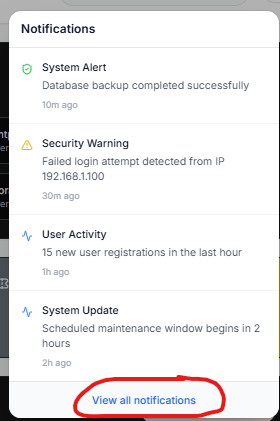 Notifications
System Alert
Database backup completed successfully
10m ago
Security Warning
Failed login attempt detected from IP
192.168.1.100
30m ago
User Activity
15 new user registrations in the last hour
1h ago
System Update
Scheduled maintenance window begins in 2
hours
2h ago
View all notifications